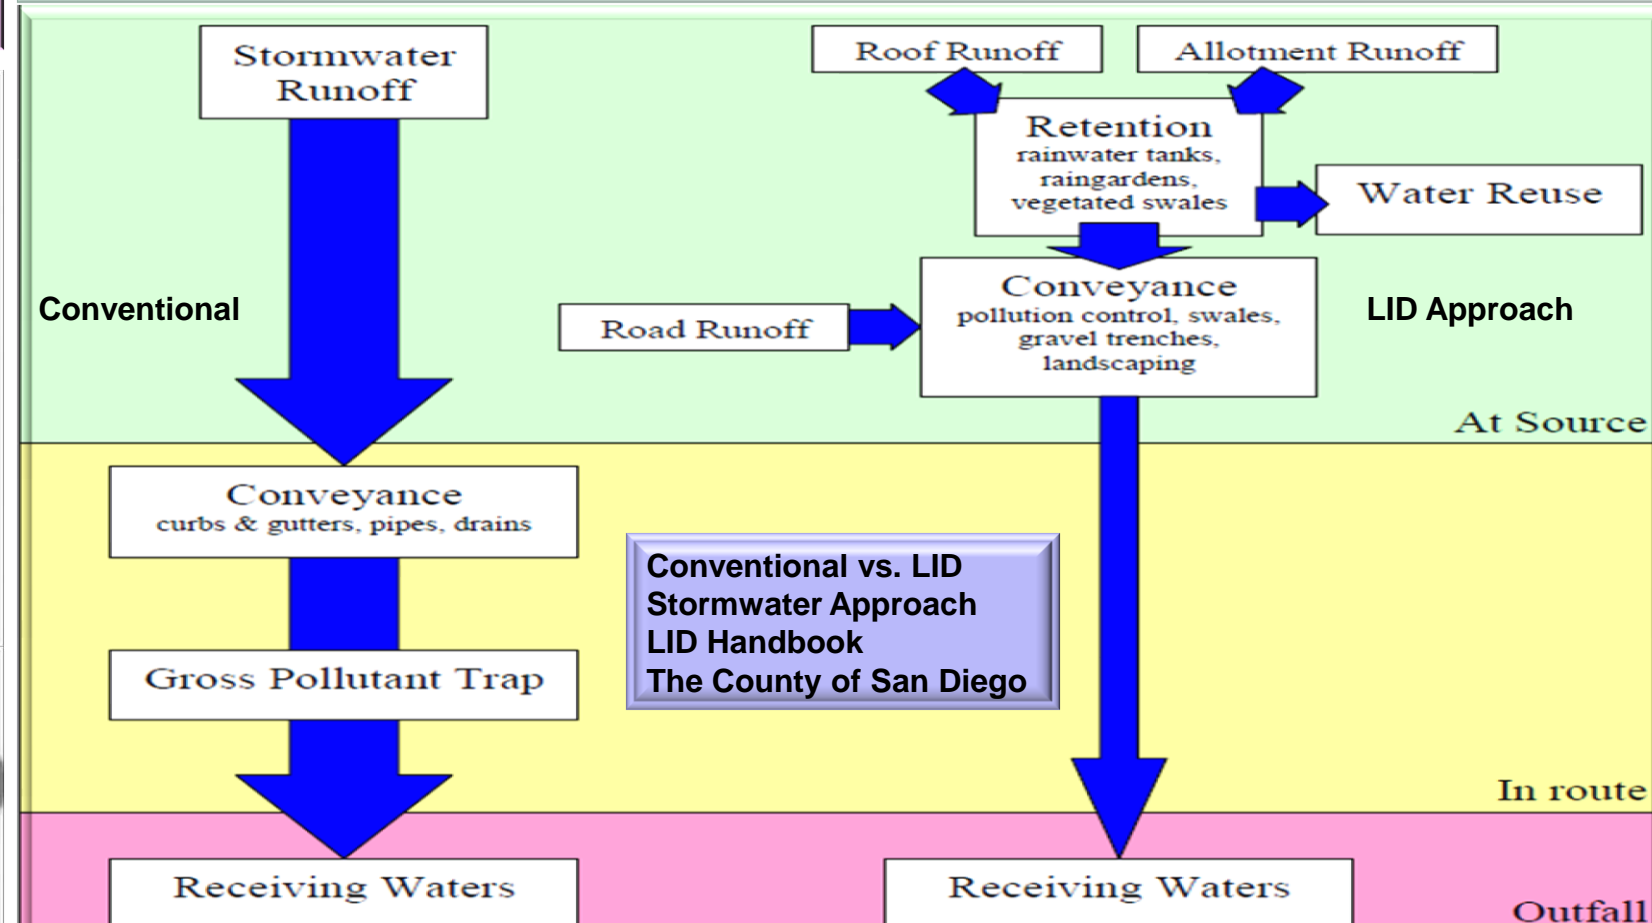 Stormwater
Runoff
Roof Runoff
Allotment Runoff
Retention
rainwater tanks,
raingardens,
vegetated swales
Water Reuse
Conventional
Road Runoff
Conveyance
pollution control, swales,
gravel trenches,
landscaping
LID Approach
At Source
Conveyance
curbs & gutters, pipes, drains
Conventional vs. LID
Stormwater Approach
LID Handbook
The County of San Diego
Gross Pollutant Trap
In route
Receiving Waters
Receiving Waters
Outfall